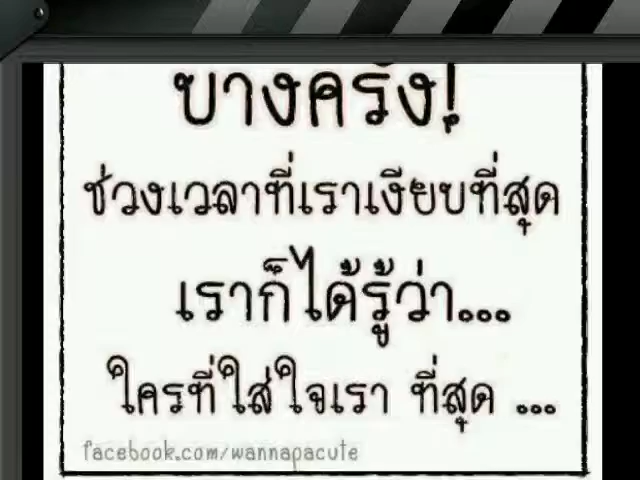 บางครั้ง!
ช่วงเวลาที่เราเงียบที่สุด
เราก็ได้รู้ว่า...
ใครที่ใส่ใจเรา ที่สุด ...
facebook.com/wannapacute